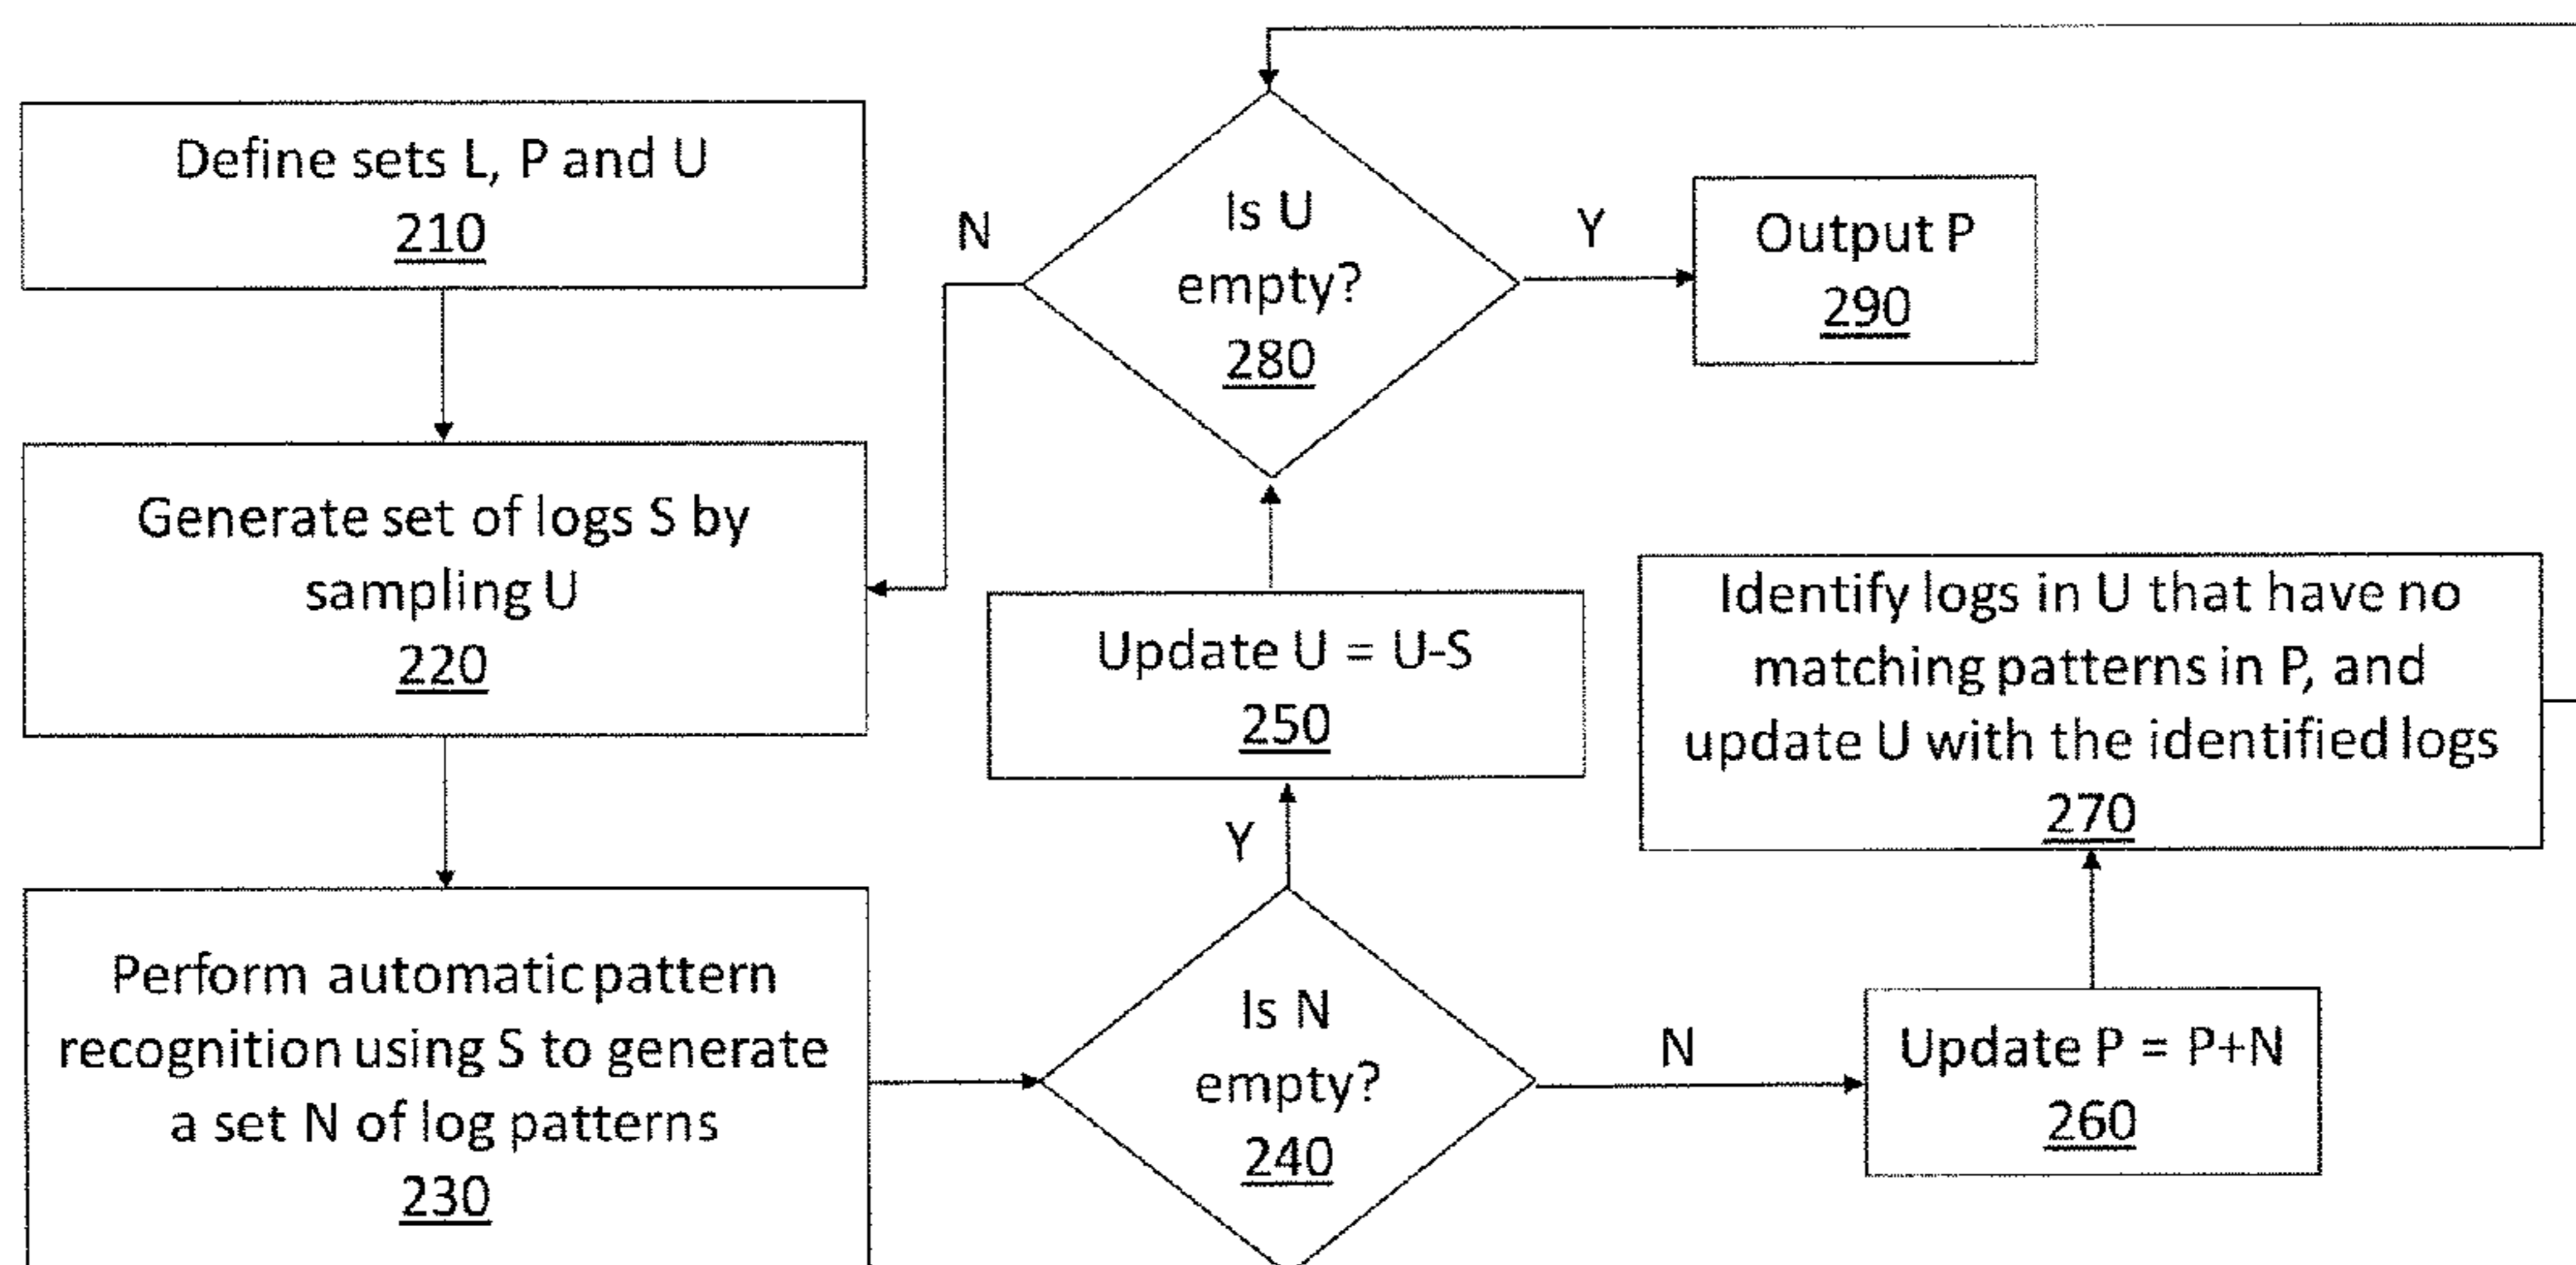 Define sets L, P and U
210
Generate set of logs S by
sampling U
220
Perform automatic pattern
recognition using S to generate
a set N of log patterns
230
Is N
empty?
240
Y
N
Update U = U-S
250
Update P = P+N
260
Identify logs in U that have no
matching patterns in P, and
update U with the identified logs
270
Is U
empty?
280
N
Y
Output P
290